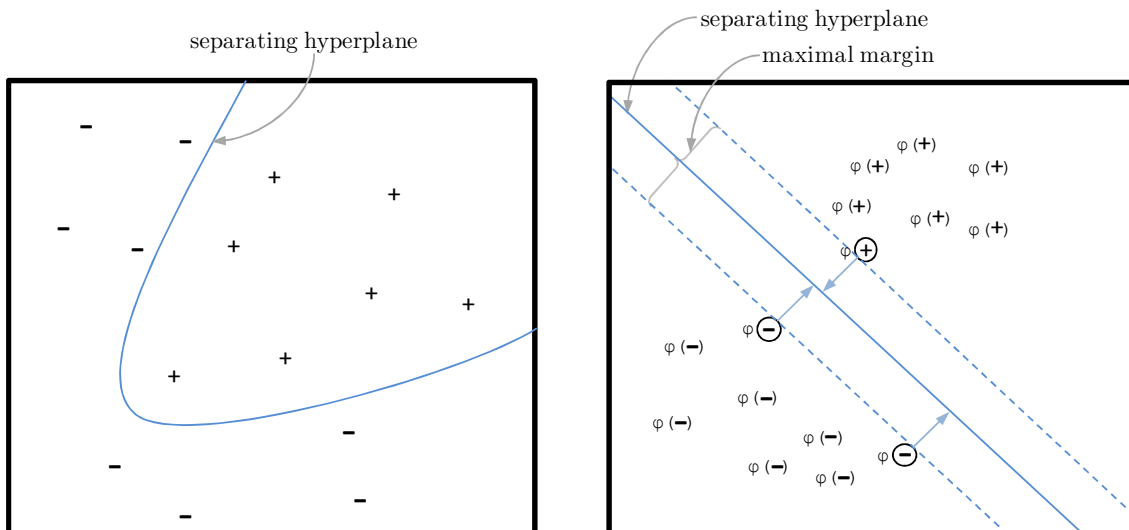 separating hyperplane
-
-
+
+
-
+
-
+
+
+
+
-
-
-
-
separating hyperplane
maximal margin
φ (+)
φ (+)
φ (+)
φ (+)
φ (+)
φ (+)
φ +
φ -
φ (-)
φ (-)
φ (-)
φ (-)
φ -
φ (-)
φ (-)